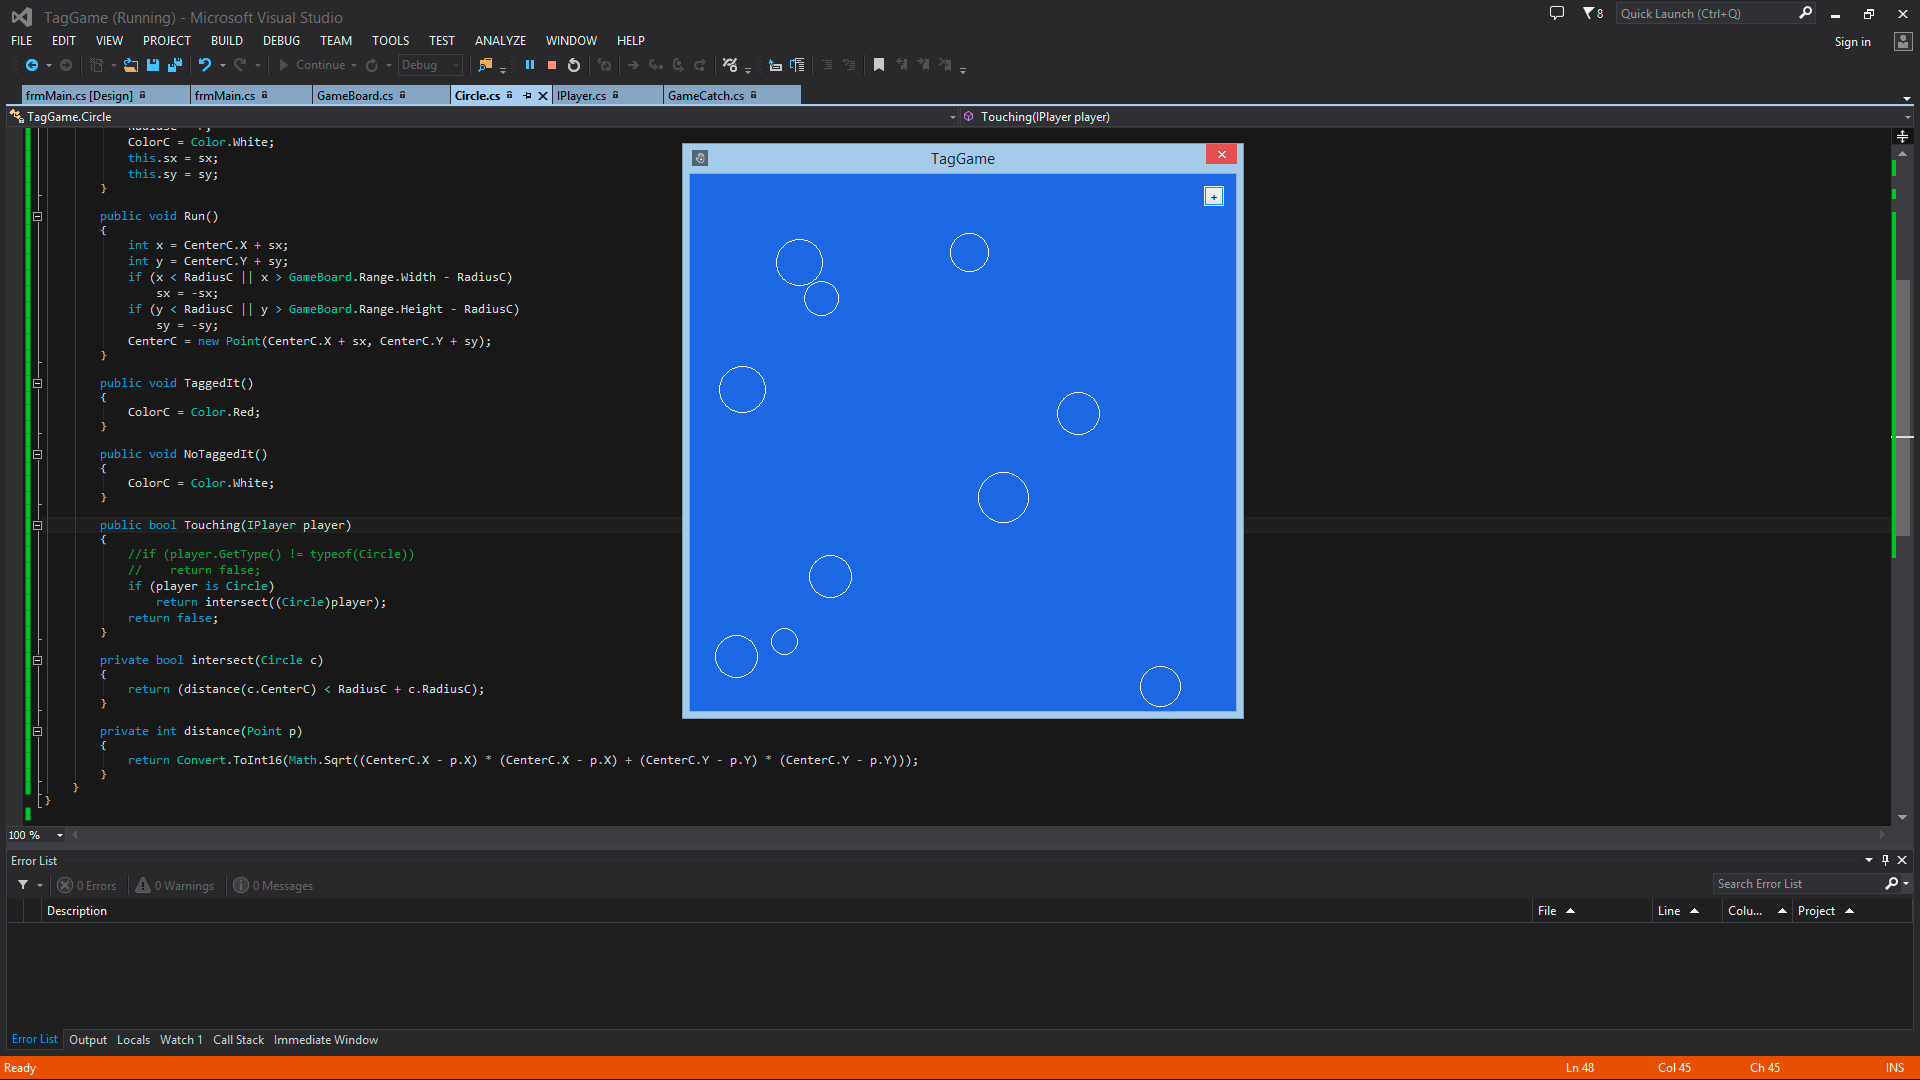 TagGame (Running) - Microsoft Visual Studio
8
Quick Launch (Ctrl+Q)
FILE EDIT VIEW PROJECT BUILD DEBUG TEAM TOOLS TEST ANALYZE WINDOW HELP
Sign in
Continue
Debug
frmMain.cs [Design]
frmMain.cs
GameBoard.cs
Circle.cs
IPlayer.cs
GameCatch.cs
TagGame.Circle
Touching(IPlayer player)
ColorC = Color.White;
this.sx = sx;
this.sy = sy;
}
public void Run()
{
int x = CenterC.X + sx;
int y = CenterC.Y + sy;
if (x < RadiusC || x > GameBoard.Range.Width - RadiusC)
sx = -sx;
if (y < RadiusC || y > GameBoard.Range.Height - RadiusC)
sy = -sy;
CenterC = new Point(CenterC.X + sx, CenterC.Y + sy);
}
public void TaggedIt()
{
ColorC = Color.Red;
}
public void NoTaggedIt()
{
ColorC = Color.White;
}
public bool Touching(IPlayer player)
{
//if (player.GetType() != typeof(Circle))
//    return false;
if (player is Circle)
return intersect((Circle)player);
return false;
}
private bool intersect(Circle c)
{
return (distance(c.CenterC) < RadiusC + c.RadiusC);
}
private int distance(Point p)
{
return Convert.ToInt16(Math.Sqrt((CenterC.X - p.X) * (CenterC.X - p.X) + (CenterC.Y - p.Y) * (CenterC.Y - p.Y)));
}
}
}
TagGame
+
100 %
Error List
0 Errors
0 Warnings
0 Messages
Search Error List
Description
File
Line
Colu...
Project
Error List Output Locals Watch 1 Call Stack Immediate Window
Ready
Ln 48
Col 45
Ch 45
INS